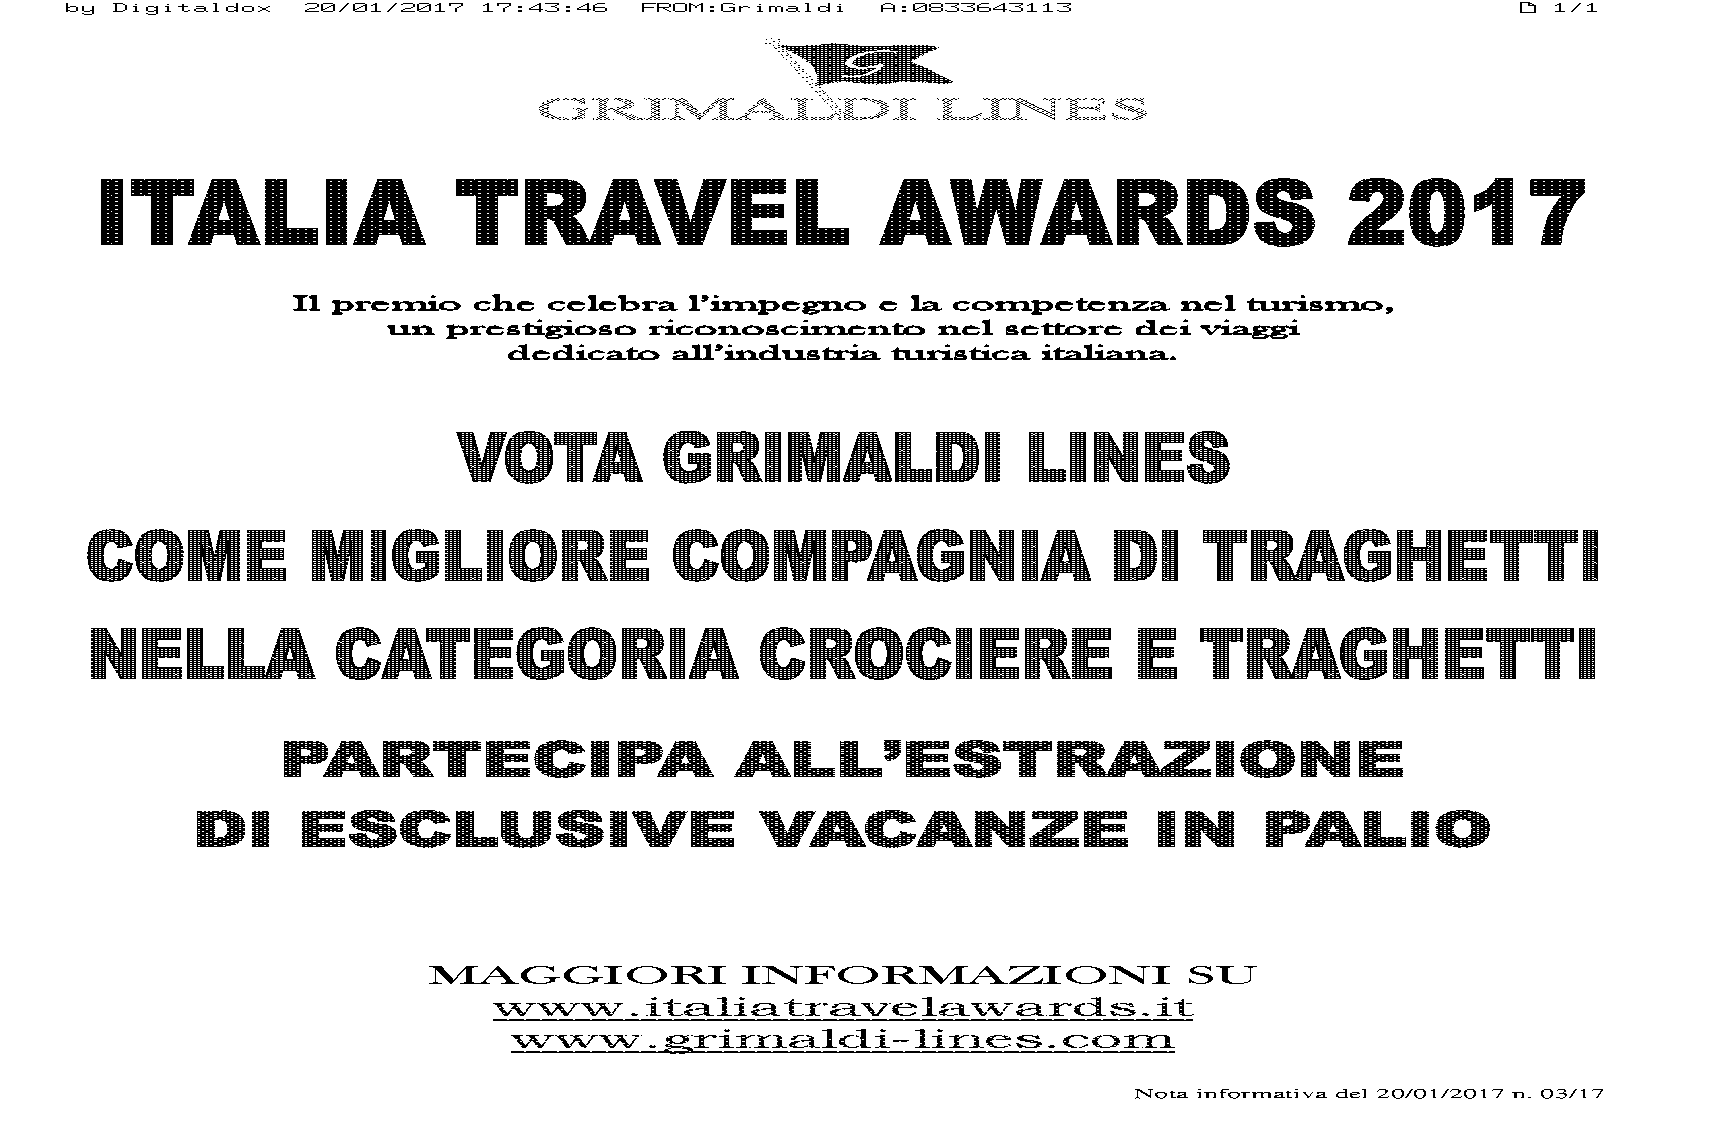 by Digitaldox 20/01/2017 17:43:46 FROM:Grimaldi A:0833643113 1/1
G
GRIMALDI LINES
ITALIA TRAVEL AWARDS 2017
Il premio che celebra l'impegno e la competenza nel turismo,
un prestigioso riconoscimento nel settore dei viaggi
dedicato all'industria turistica italiana.
VOTA GRIMALDI LINES
COME MIGLIORE COMPAGNIA DI TRAGHETTI
NELLA CATEGORIA CROCIERE E TRAGHETTI
PARTECIPA ALL'ESTRAZIONE
DI ESCLUSIVE VACANZE IN PALIO
MAGGIORI INFORMAZIONI SU
www.italiatravelawards.it
www.grimaldi-lines.com
Nota informativa del 20/01/2017 n. 03/17